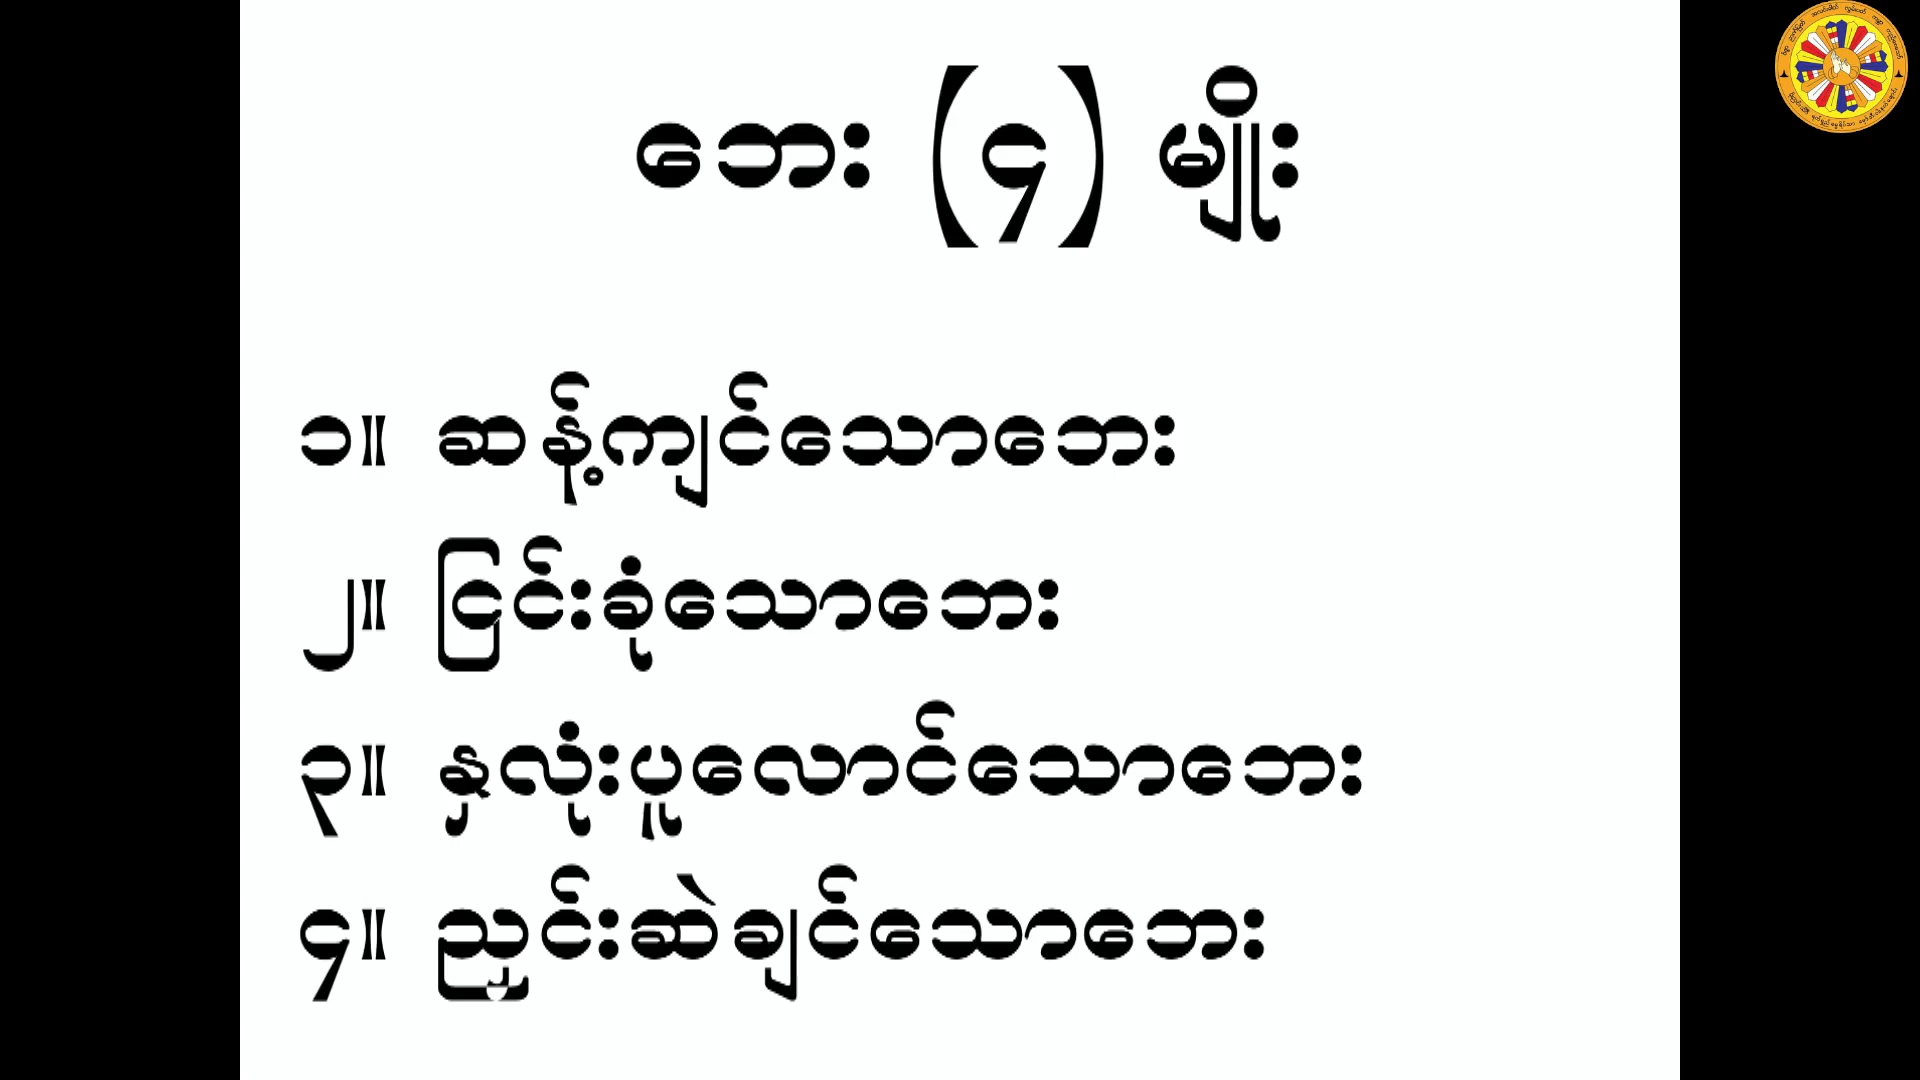 ဘေး (၄) မျိုး
၁။ ဆန့်ကျင်သောဘေး
၂။ ငြင်းခုံသောဘေး
၃။ နှလုံးပူလောင်သောဘေး
၄။ ညှင်းဆဲချင်သောဘေး